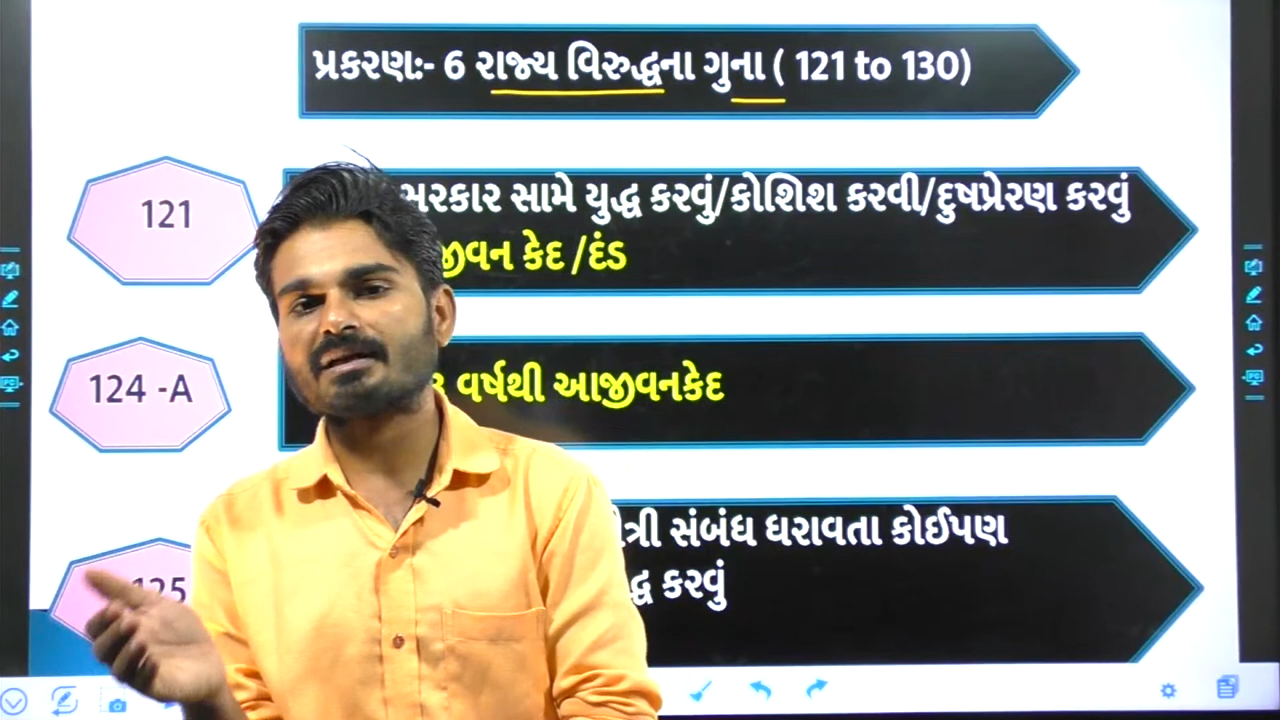 પ્રકરણ:- 6 રાજ્ય વિરુદ્ધના ગુના ( 121 to 130)
121
સરકાર સામે યુદ્ધ કરવું/કોશિશ કરવી/દુષપ્રેરણ કરવું
કેદ /દંડ
124 -A
3 વર્ષથી આજીવનકેદ
125
સંબંધ ધરાવતા કોઈપણ
કરવું